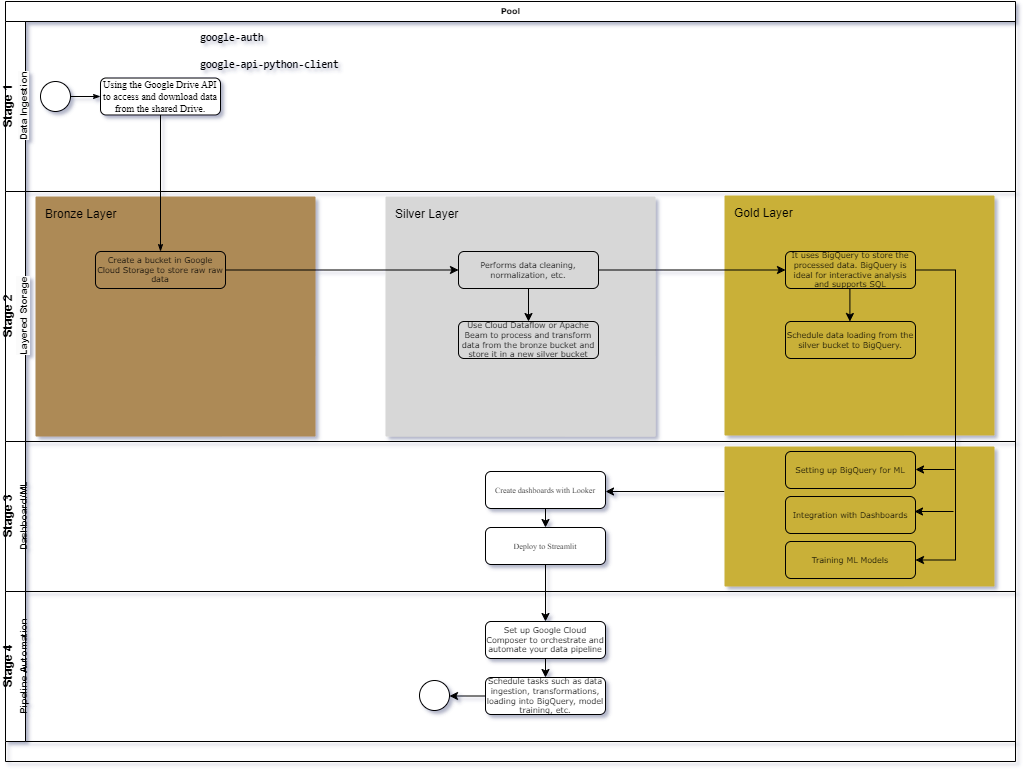 Pool
Stage 1
Data Ingestion
google-auth
google-api-python-client
Using the Google Drive API
to access and download data
from the shared Drive.
Stage 2
Layered Storage
Bronze Layer
Create a bucket in Google
Cloud Storage to store raw raw
data
Silver Layer
Performs data cleaning,
normalization, etc.
Use Cloud Dataflow or Apache
Beam to process and transform
data from the bronze bucket and
store it in a new silver bucket
Gold Layer
It uses BigQuery to store the
processed data. BigQuery is
ideal for interactive analysis
and supports SQL
Schedule data loading from the
silver bucket to BigQuery.
Stage 3
Dashboard/ML
Create dashboards with Looker
Deploy to Streamlit
Setting up BigQuery for ML
Integration with Dashboards
Training ML Models
Stage 4
Pipeline Automation
Set up Google Cloud
Composer to orchestrate and
automate your data pipeline
Schedule tasks such as data
ingestion, transformations,
loading into BigQuery, model
training, etc.